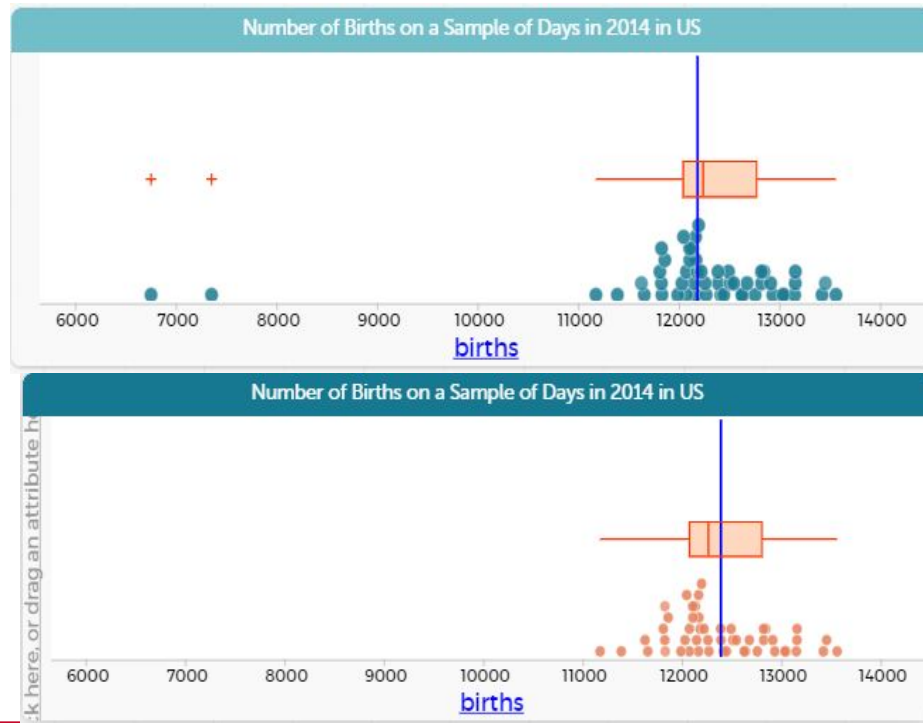 Number of Births on a Sample of Days in 2014 in US
6000 7000 8000 9000 10000 11000 12000 13000 14000
births
Number of Births on a Sample of Days in 2014 in US
k here, or drag an attribute h
6000 7000 8000 9000 10000 11000 12000 13000 14000
births